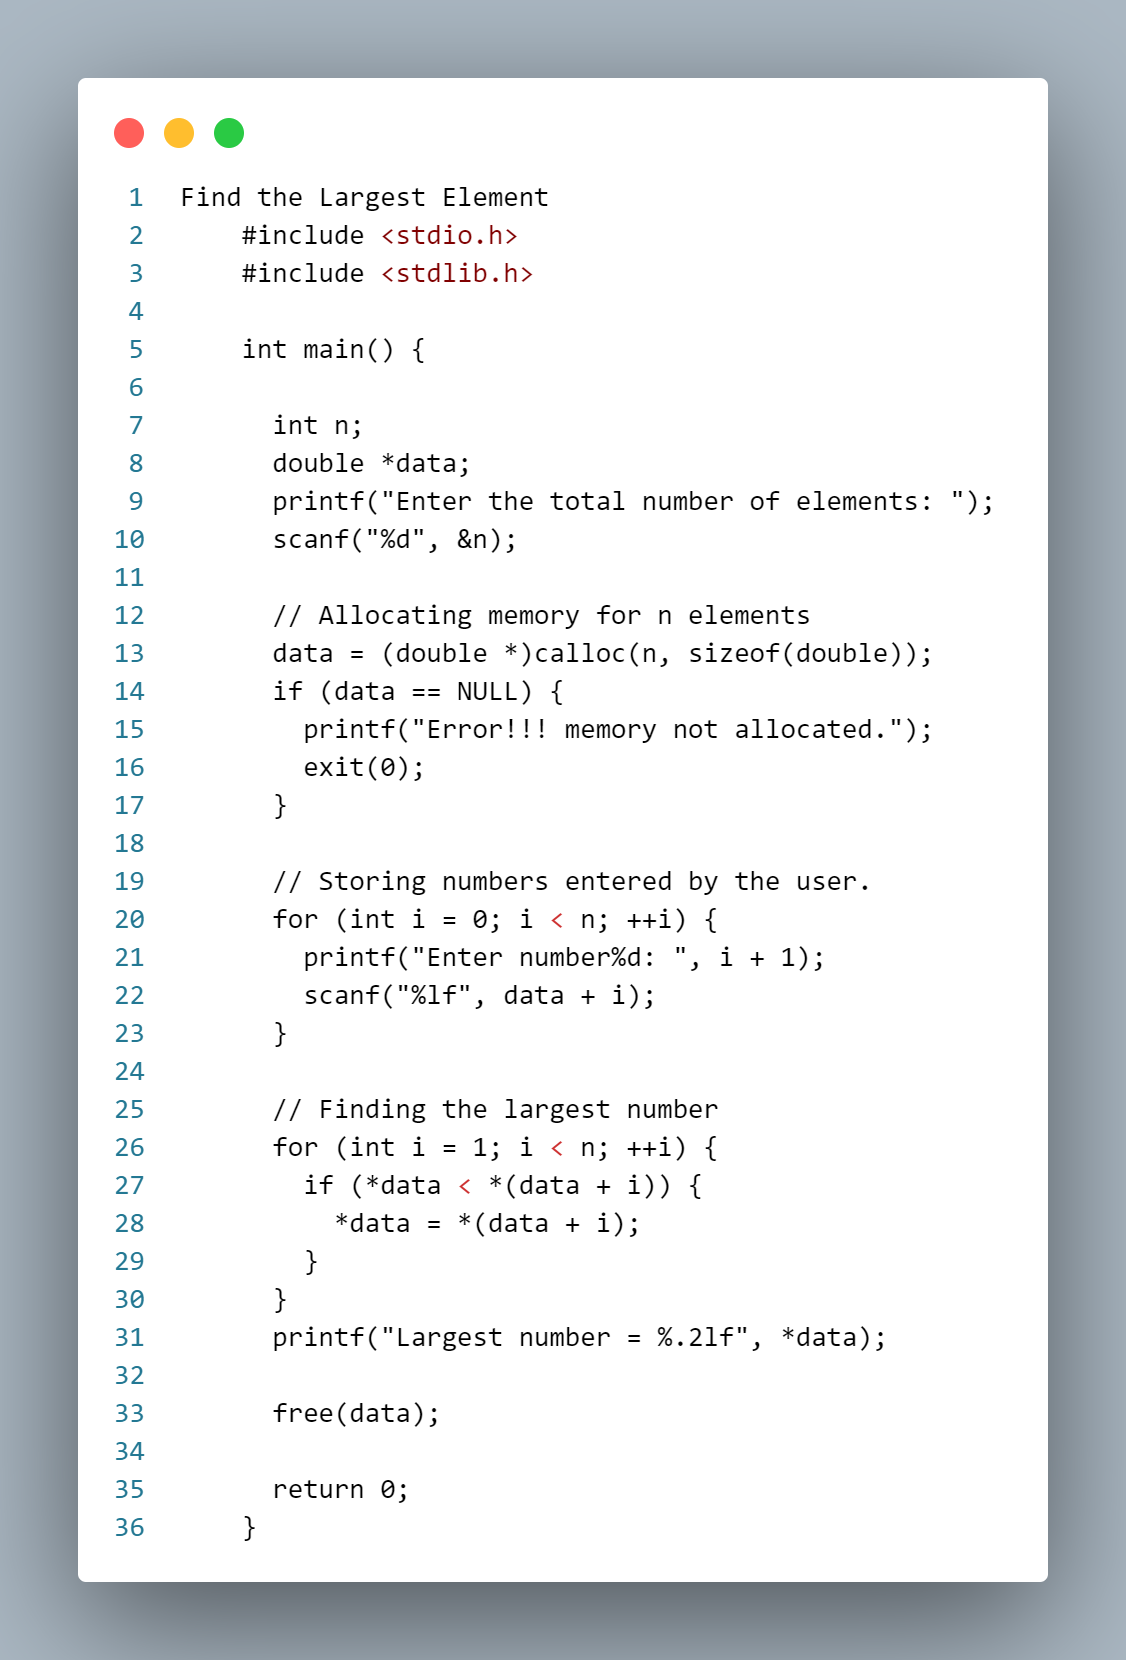 1 Find the Largest Element
2     #include <stdio.h>
3     #include <stdlib.h>
4
5     int main() {
6
7       int n;
8       double *data;
9       printf("Enter the total number of elements: ");
10       scanf("%d", &n);
11
12       // Allocating memory for n elements
13       data = (double *)calloc(n, sizeof(double));
14       if (data == NULL) {
15         printf("Error!!! memory not allocated.");
16         exit(0);
17       }
18
19       // Storing numbers entered by the user.
20       for (int i = 0; i < n; ++i) {
21         printf("Enter number%d: ", i + 1);
22         scanf("%lf", data + i);
23       }
24
25       // Finding the largest number
26       for (int i = 1; i < n; ++i) {
27         if (*data < *(data + i)) {
28           *data = *(data + i);
29         }
30       }
31       printf("Largest number = %.2lf", *data);
32
33       free(data);
34
35       return 0;
36     }